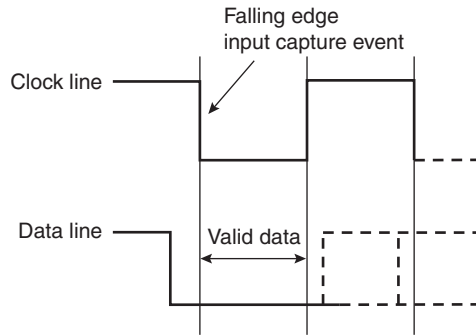 Falling edge
input capture event
Clock line
Data line
Valid data